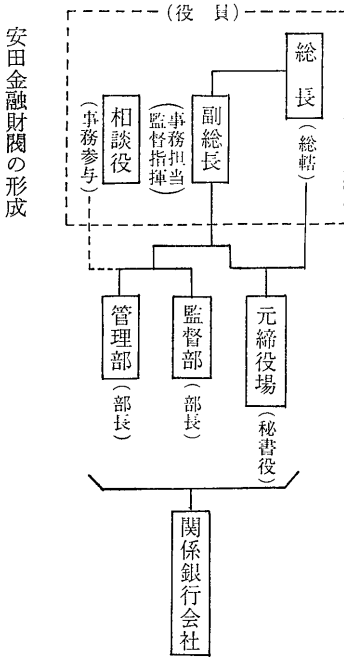 安田金融財閥の形成
(役員)
総長
(総轄)
副総長
(事務担当
監督指揮)
相談役
(事務参与)
元締役場
(秘書役)
監督部
(部長)
管理部
(部長)
関係銀行会社